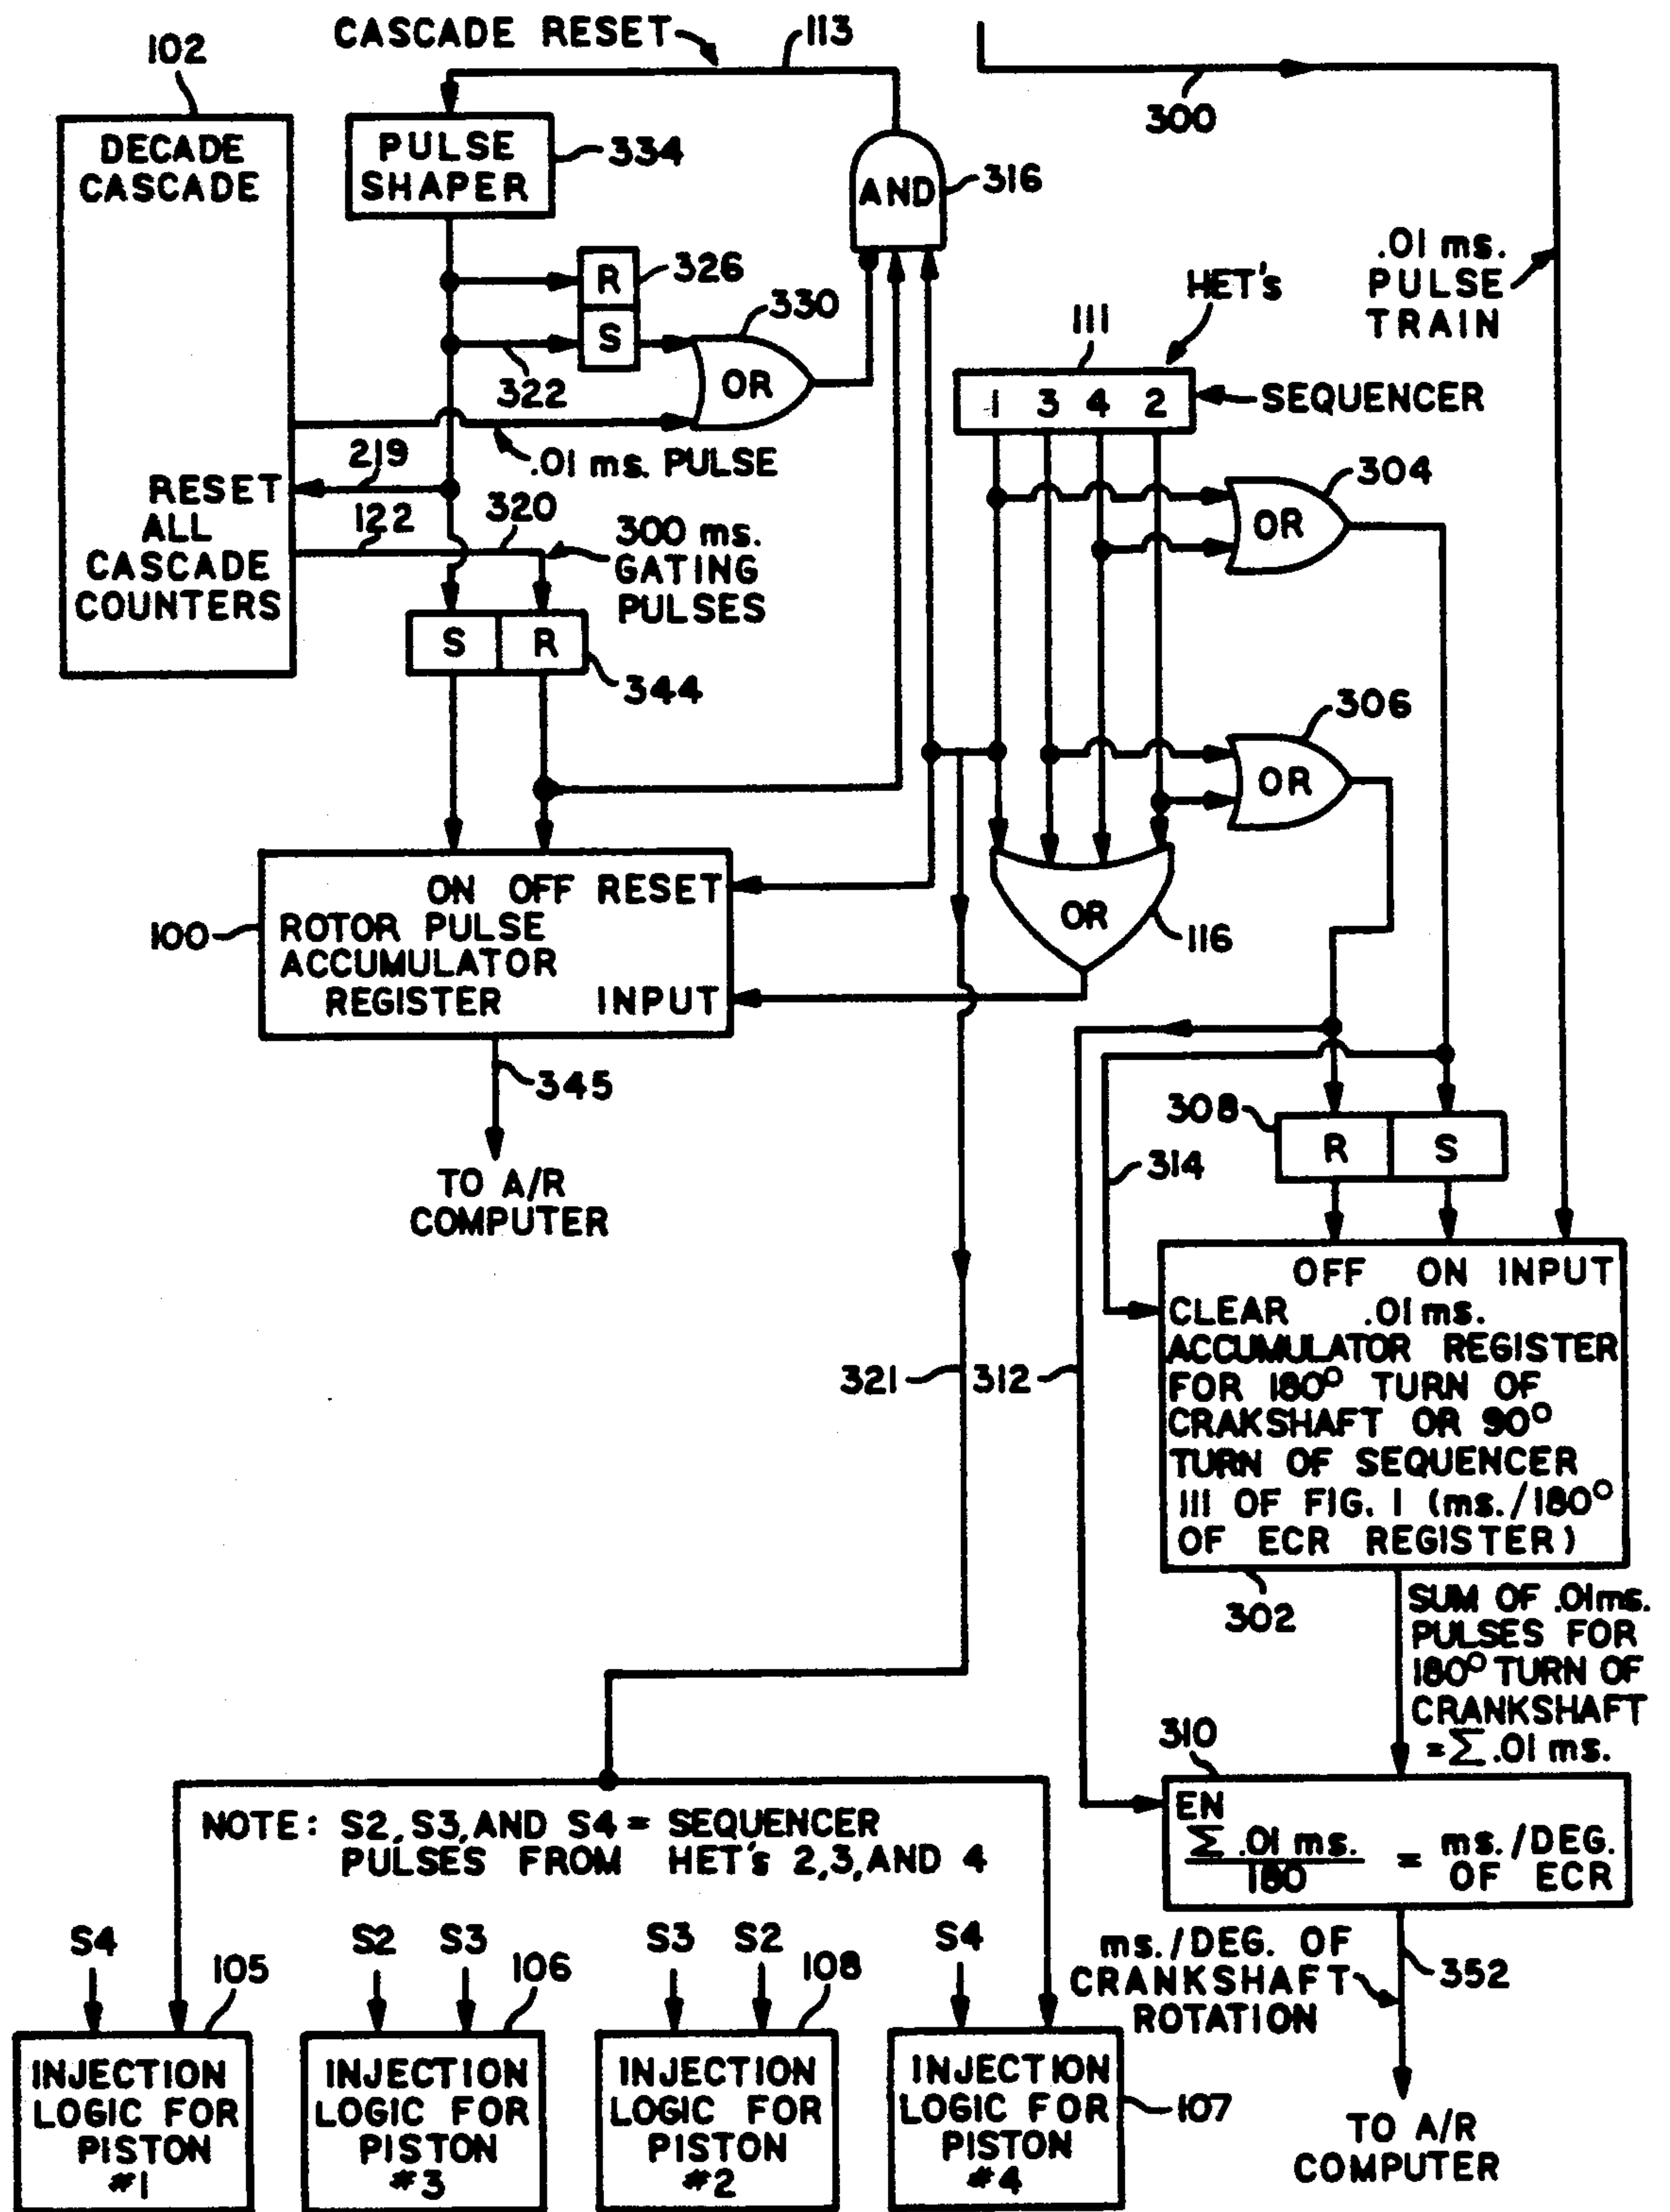 CASCADE RESET
113
102
300
DECADE
CASCADE
PULSE
SHAPER
334
AND
316
.01 ms.
PULSE
TRAIN
R
326
S
330
OR
322
HET's
111
1 3 4 2
SEQUENCER
.01 ms. PULSE
219
RESET
ALL
CASCADE
COUNTERS
122
320
300 ms.
GATING
PULSES
304
OR
S R
344
306
OR
ON OFF RESET
100
ROTOR PULSE
ACCUMULATOR
REGISTER INPUT
OR
116
345
TO A/R
COMPUTER
308
R S
314
OFF ON INPUT
CLEAR .01 ms.
ACCUMULATOR REGISTER
FOR 180° TURN OF
CRAKSHAFT OR 90°
TURN OF SEQUENCER
111 OF FIG. 1 (ms./180°
OF ECR REGISTER)
321
312
302
SUM OF .01ms.
PULSES FOR
180° TURN OF
CRANKSHAFT
=Σ .01 ms.
310
EN
Σ .01 ms.
180
= ms./DEG.
OF ECR
NOTE: S2, S3, AND S4 = SEQUENCER
PULSES FROM HET's 2,3, AND 4
S4
105
S2 S3
106
S3 S2
108
S4
ms./DEG. OF
CRANKSHAFT
ROTATION
352
INJECTION
LOGIC FOR
PISTON
#1
INJECTION
LOGIC FOR
PISTON
#3
INJECTION
LOGIC FOR
PISTON
#2
INJECTION
LOGIC FOR
PISTON
#4
107
TO A/R
COMPUTER